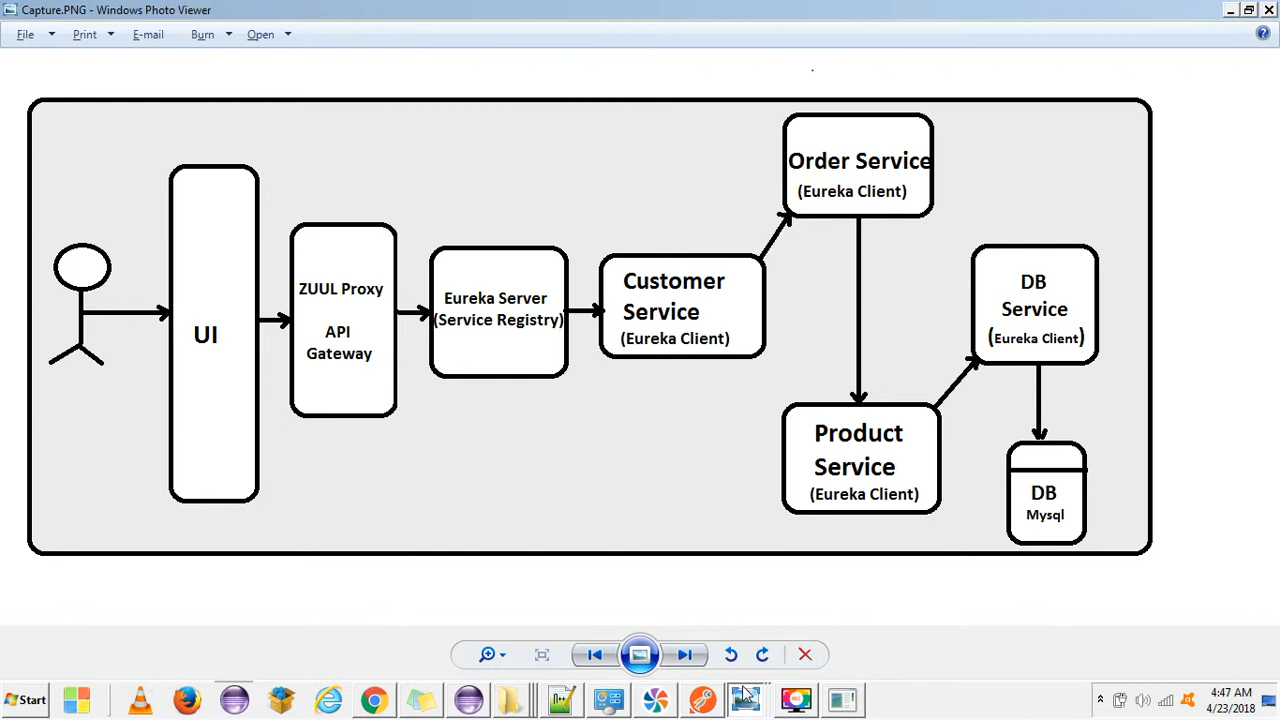 Capture.PNG - Windows Photo Viewer
File Print E-mail Burn Open
UI
ZUUL Proxy
API
Gateway
Eureka Server
(Service Registry)
Customer
Service
(Eureka Client)
Order Service
(Eureka Client)
Product
Service
(Eureka Client)
DB
Service
(Eureka Client)
DB
Mysql
Start
N++
4:47 AM
4/23/2018